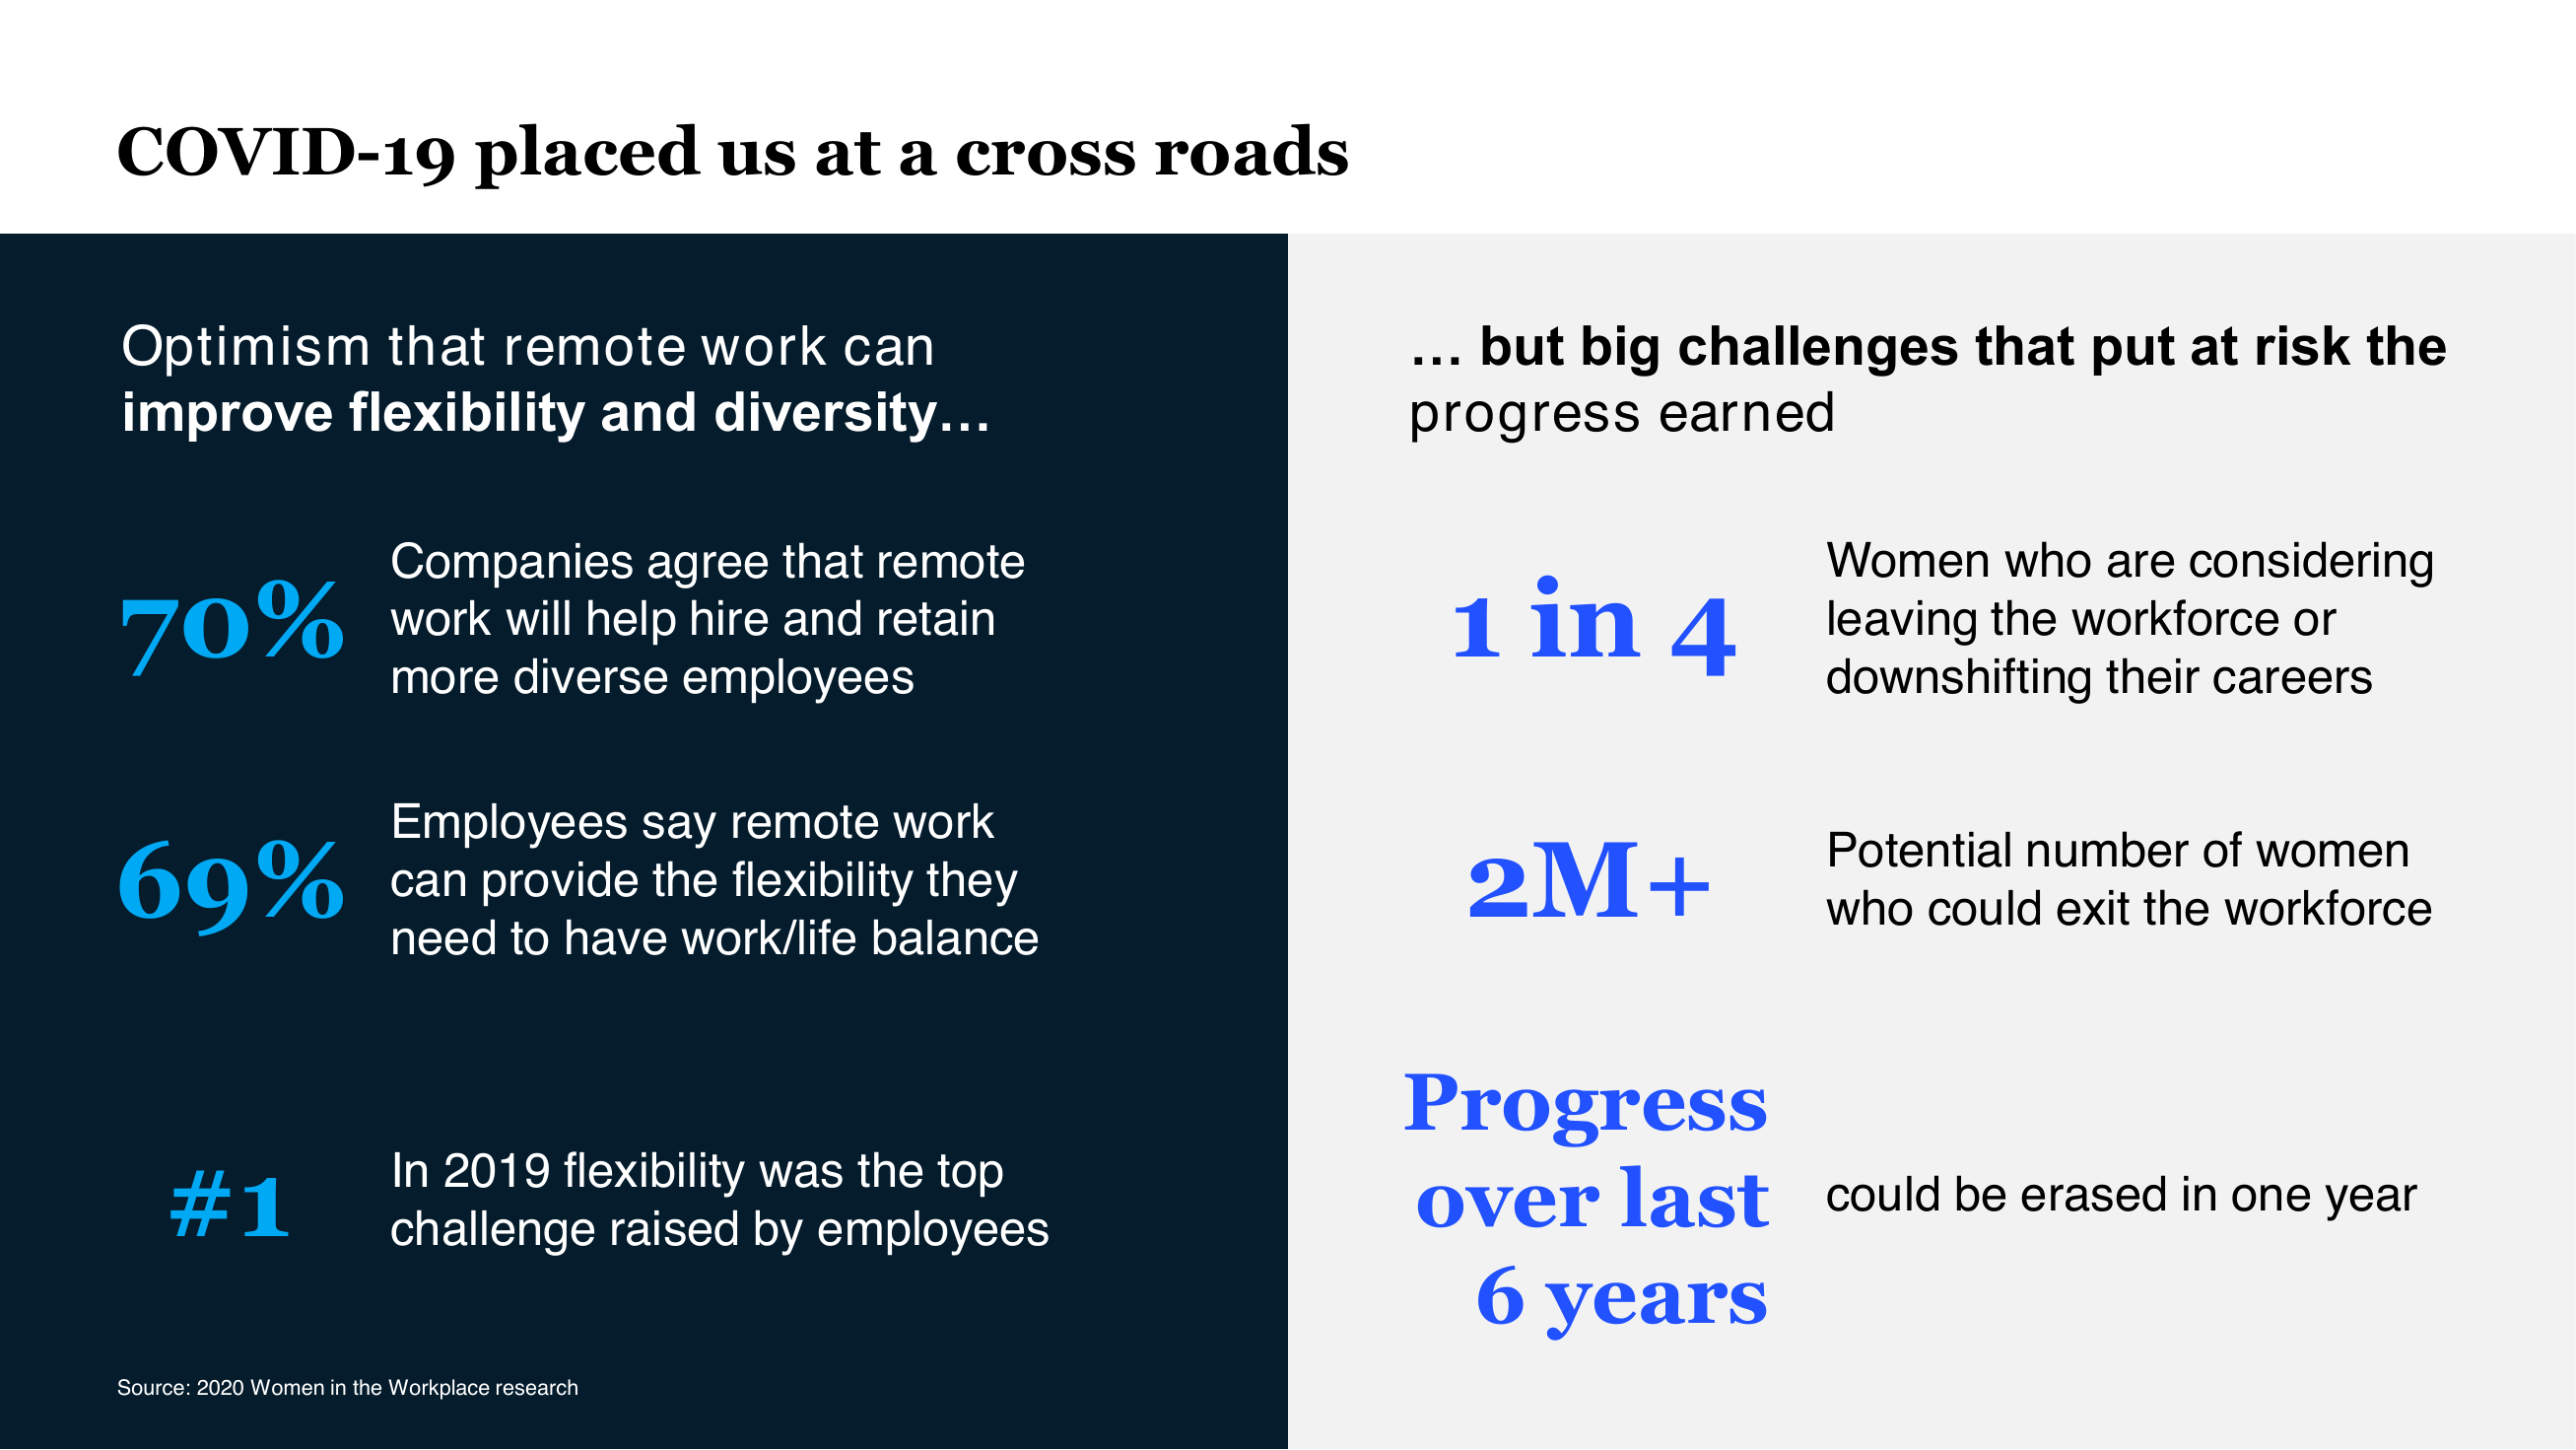 COVID-19 placed us at a cross roads
Optimism that remote work can
improve flexibility and diversity…
70%
Companies agree that remote
work will help hire and retain
more diverse employees
69%
Employees say remote work
can provide the flexibility they
need to have work/life balance
#1
In 2019 flexibility was the top
challenge raised by employees
Source: 2020 Women in the Workplace research
… but big challenges that put at risk the
progress earned
1 in 4
Women who are considering
leaving the workforce or
downshifting their careers
2M+
Potential number of women
who could exit the workforce
Progress
over last
6 years
could be erased in one year